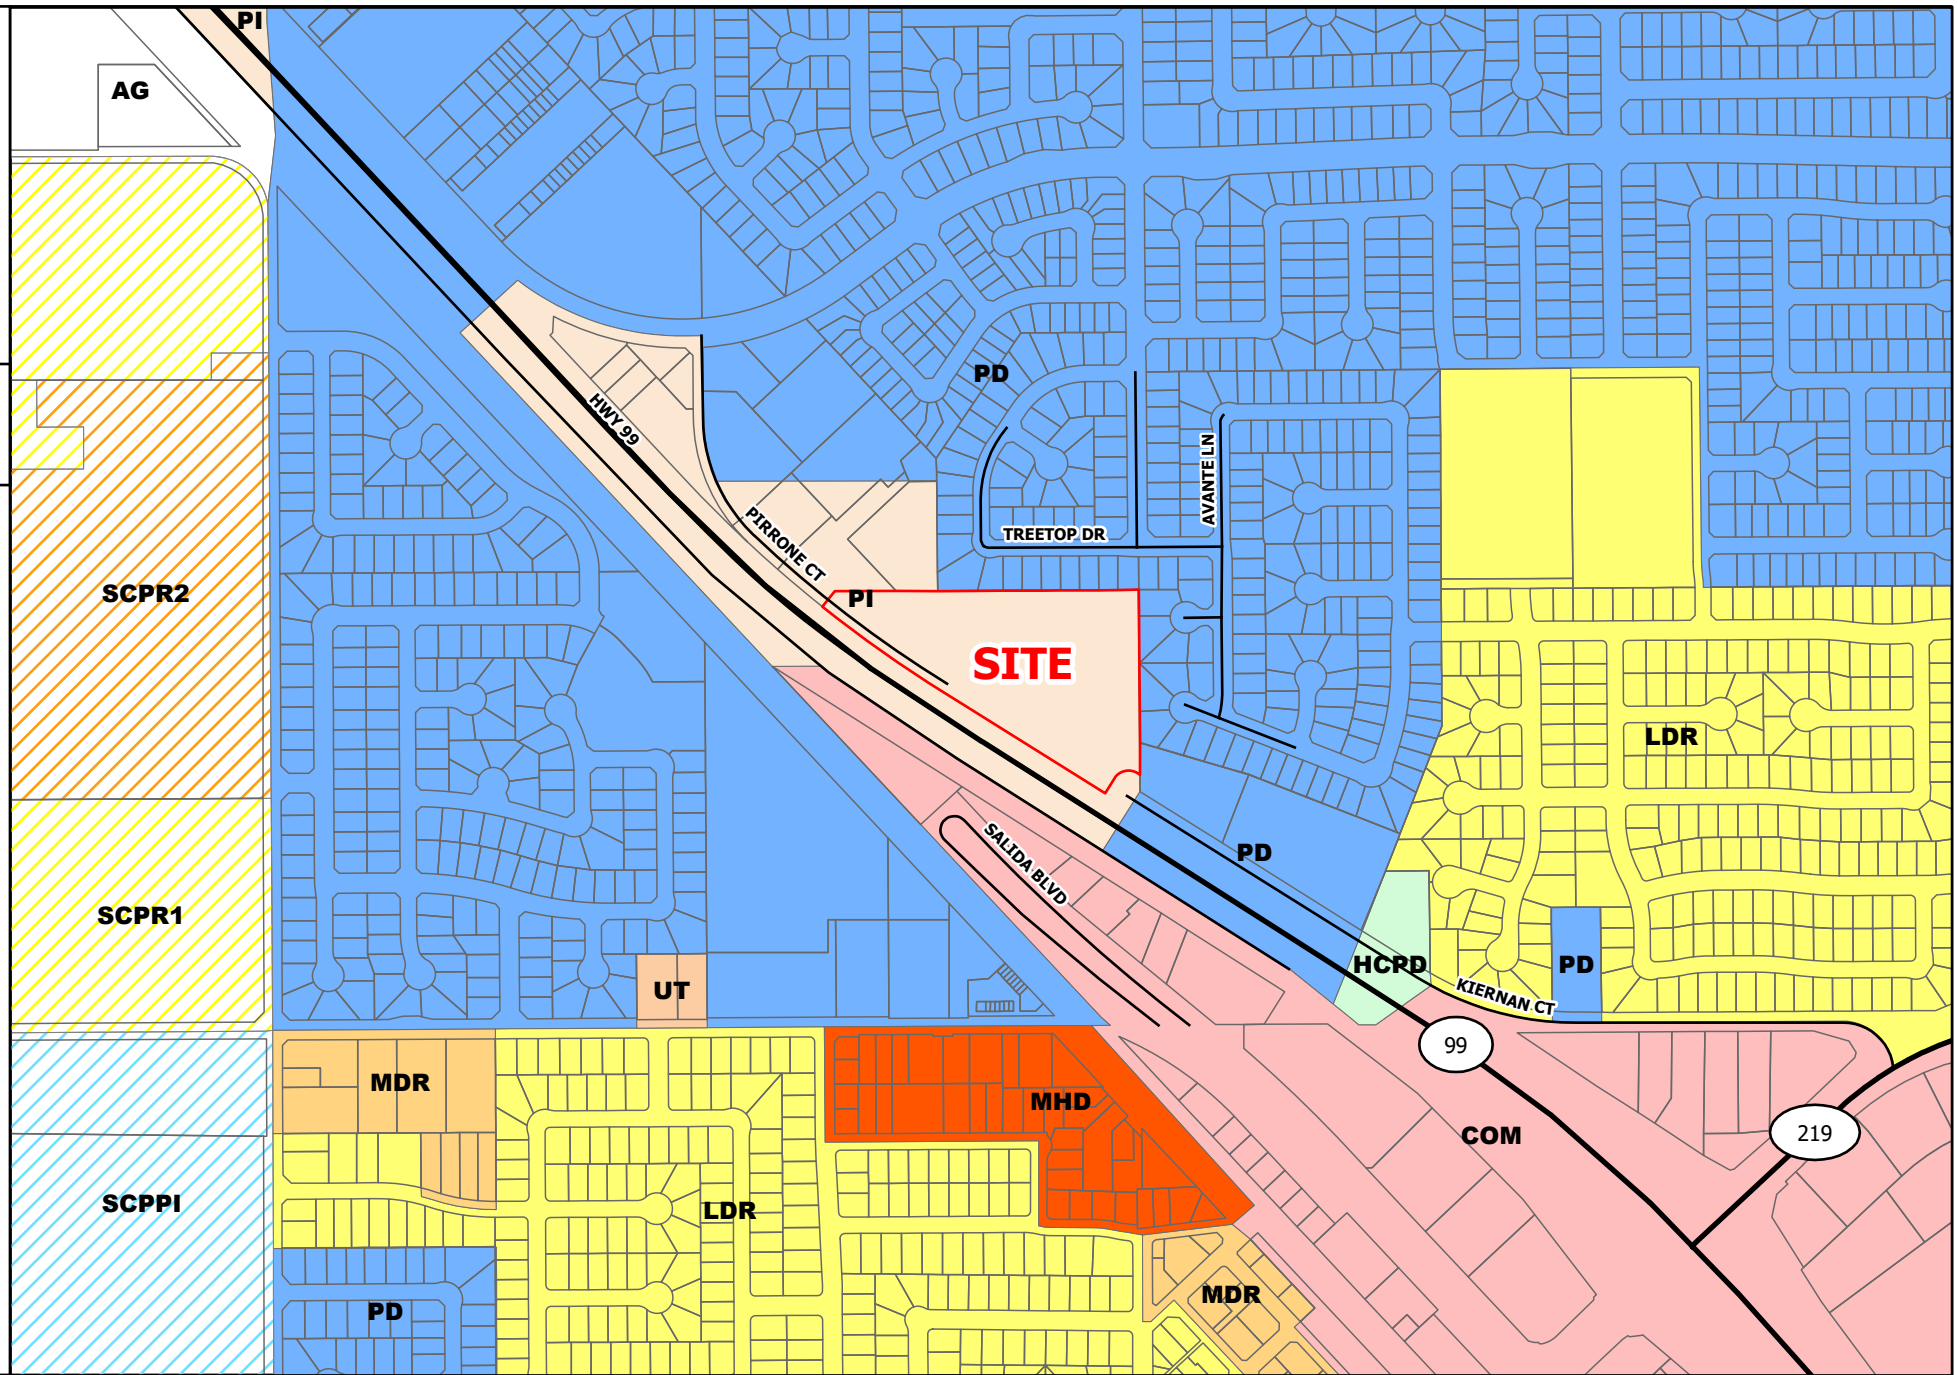 PI
AG
PD
HWY 99
AVANTE LN
TREETOP DR
PIRRONE CT
SCPR2
PI
SITE
LDR
SALIDA BLVD
PD
SCPR1
HCPD
PD
UT
KIERNAN CT
99
MDR
MHD
COM
219
SCPPI
LDR
MDR
PD